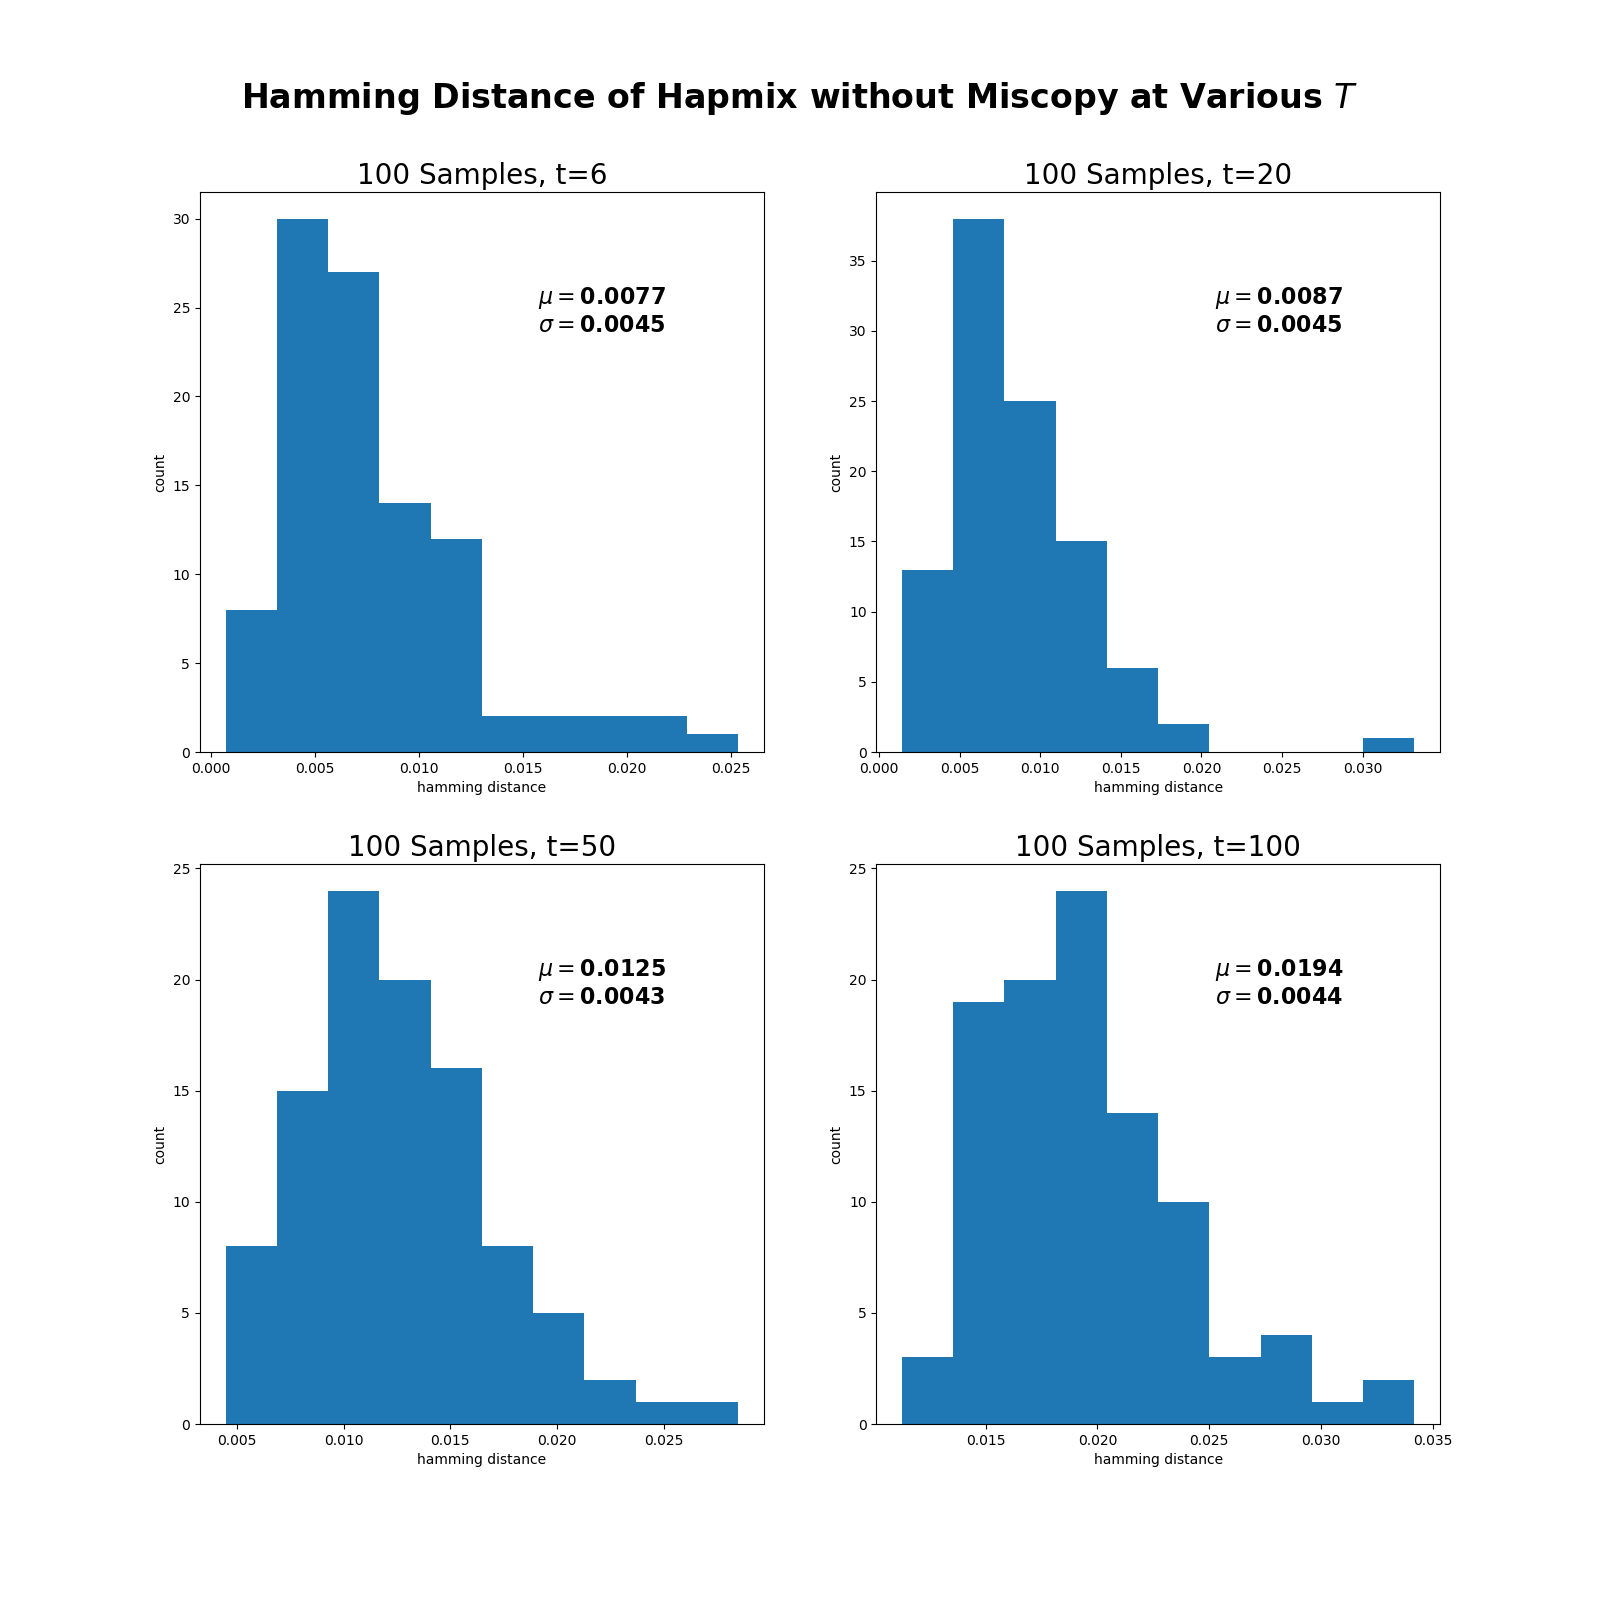 Hamming Distance of Hapmix without Miscopy at Various T
100 Samples, t=6
30
25
20
15
10
5
0
count
μ = 0.0077
σ = 0.0045
0.000 0.005 0.010 0.015 0.020 0.025
hamming distance
100 Samples, t=20
35
30
25
20
15
10
5
0
count
μ = 0.0087
σ = 0.0045
0.000 0.005 0.010 0.015 0.020 0.025 0.030
hamming distance
100 Samples, t=50
25
20
15
10
5
0
count
μ = 0.0125
σ = 0.0043
0.005 0.010 0.015 0.020 0.025
hamming distance
100 Samples, t=100
25
20
15
10
5
0
count
μ = 0.0194
σ = 0.0044
0.015 0.020 0.025 0.030 0.035
hamming distance